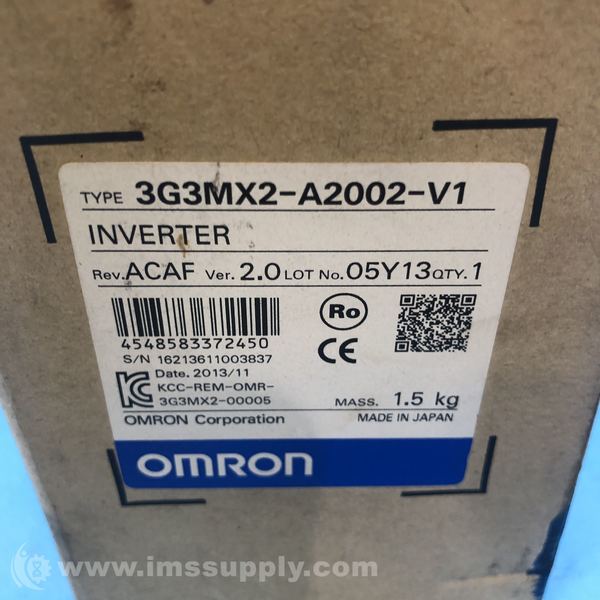 TYPE 3G3MX2-A2002-V1
INVERTER
Rev. ACAF Ver. 2.0 LOT No. 05Y13 QTY. 1
4548583372450
S/N 16213611003837
Date. 2013/11
KCC-REM-OMR-
3G3MX2-00005
Ro
CE
MASS. 1.5 kg
OMRON Corporation
MADE IN JAPAN
OMRON
www.imssupply.com